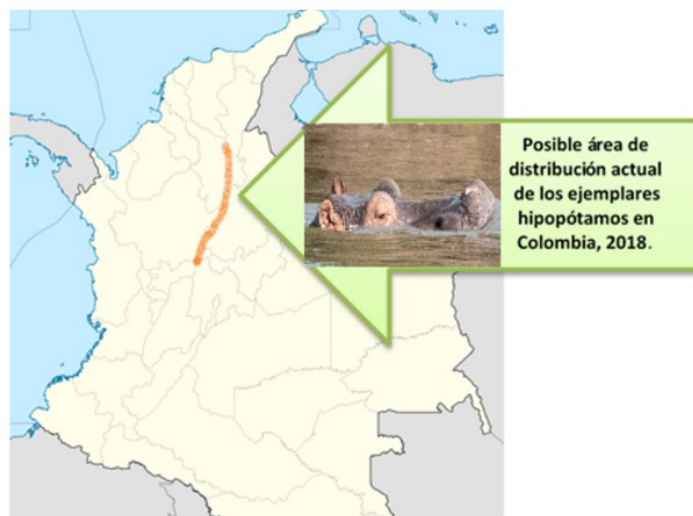 Posible área de
distribución actual
de los ejemplares
hipopótamos en
Colombia, 2018.